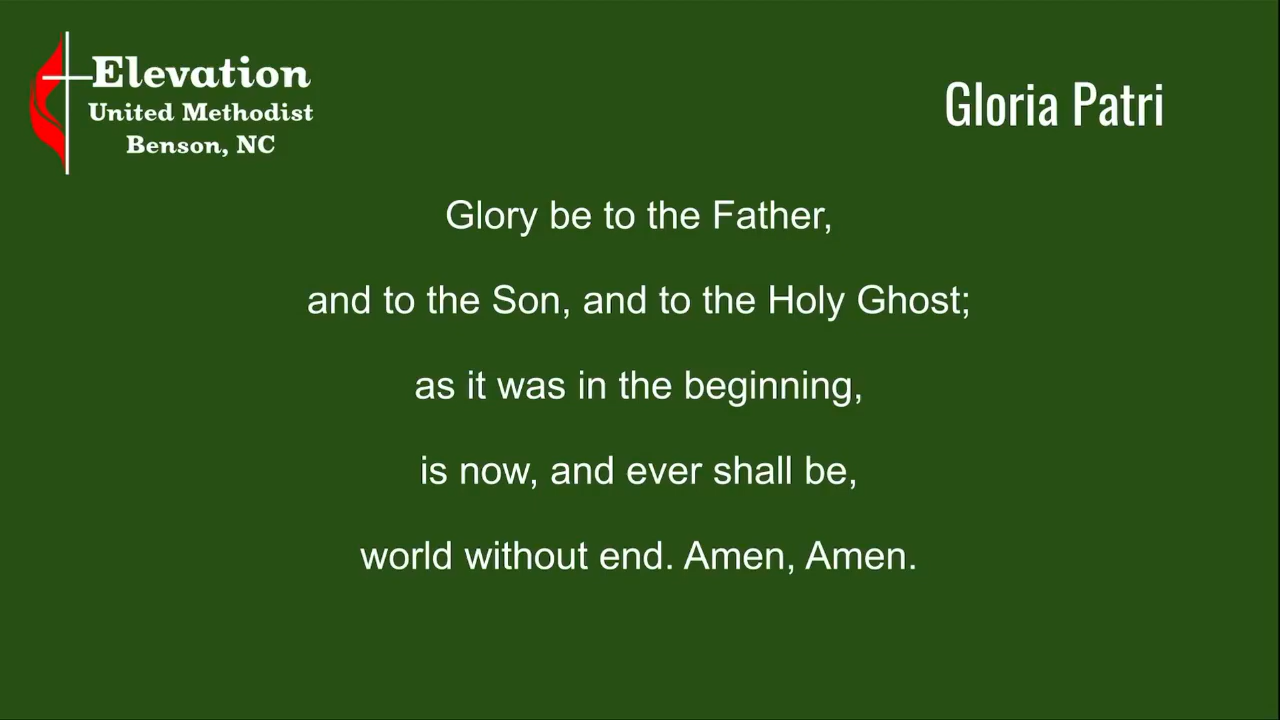 Elevation
United Methodist
Benson, NC
Gloria Patri
Glory be to the Father,
and to the Son, and to the Holy Ghost;
as it was in the beginning,
is now, and ever shall be,
world without end. Amen, Amen.